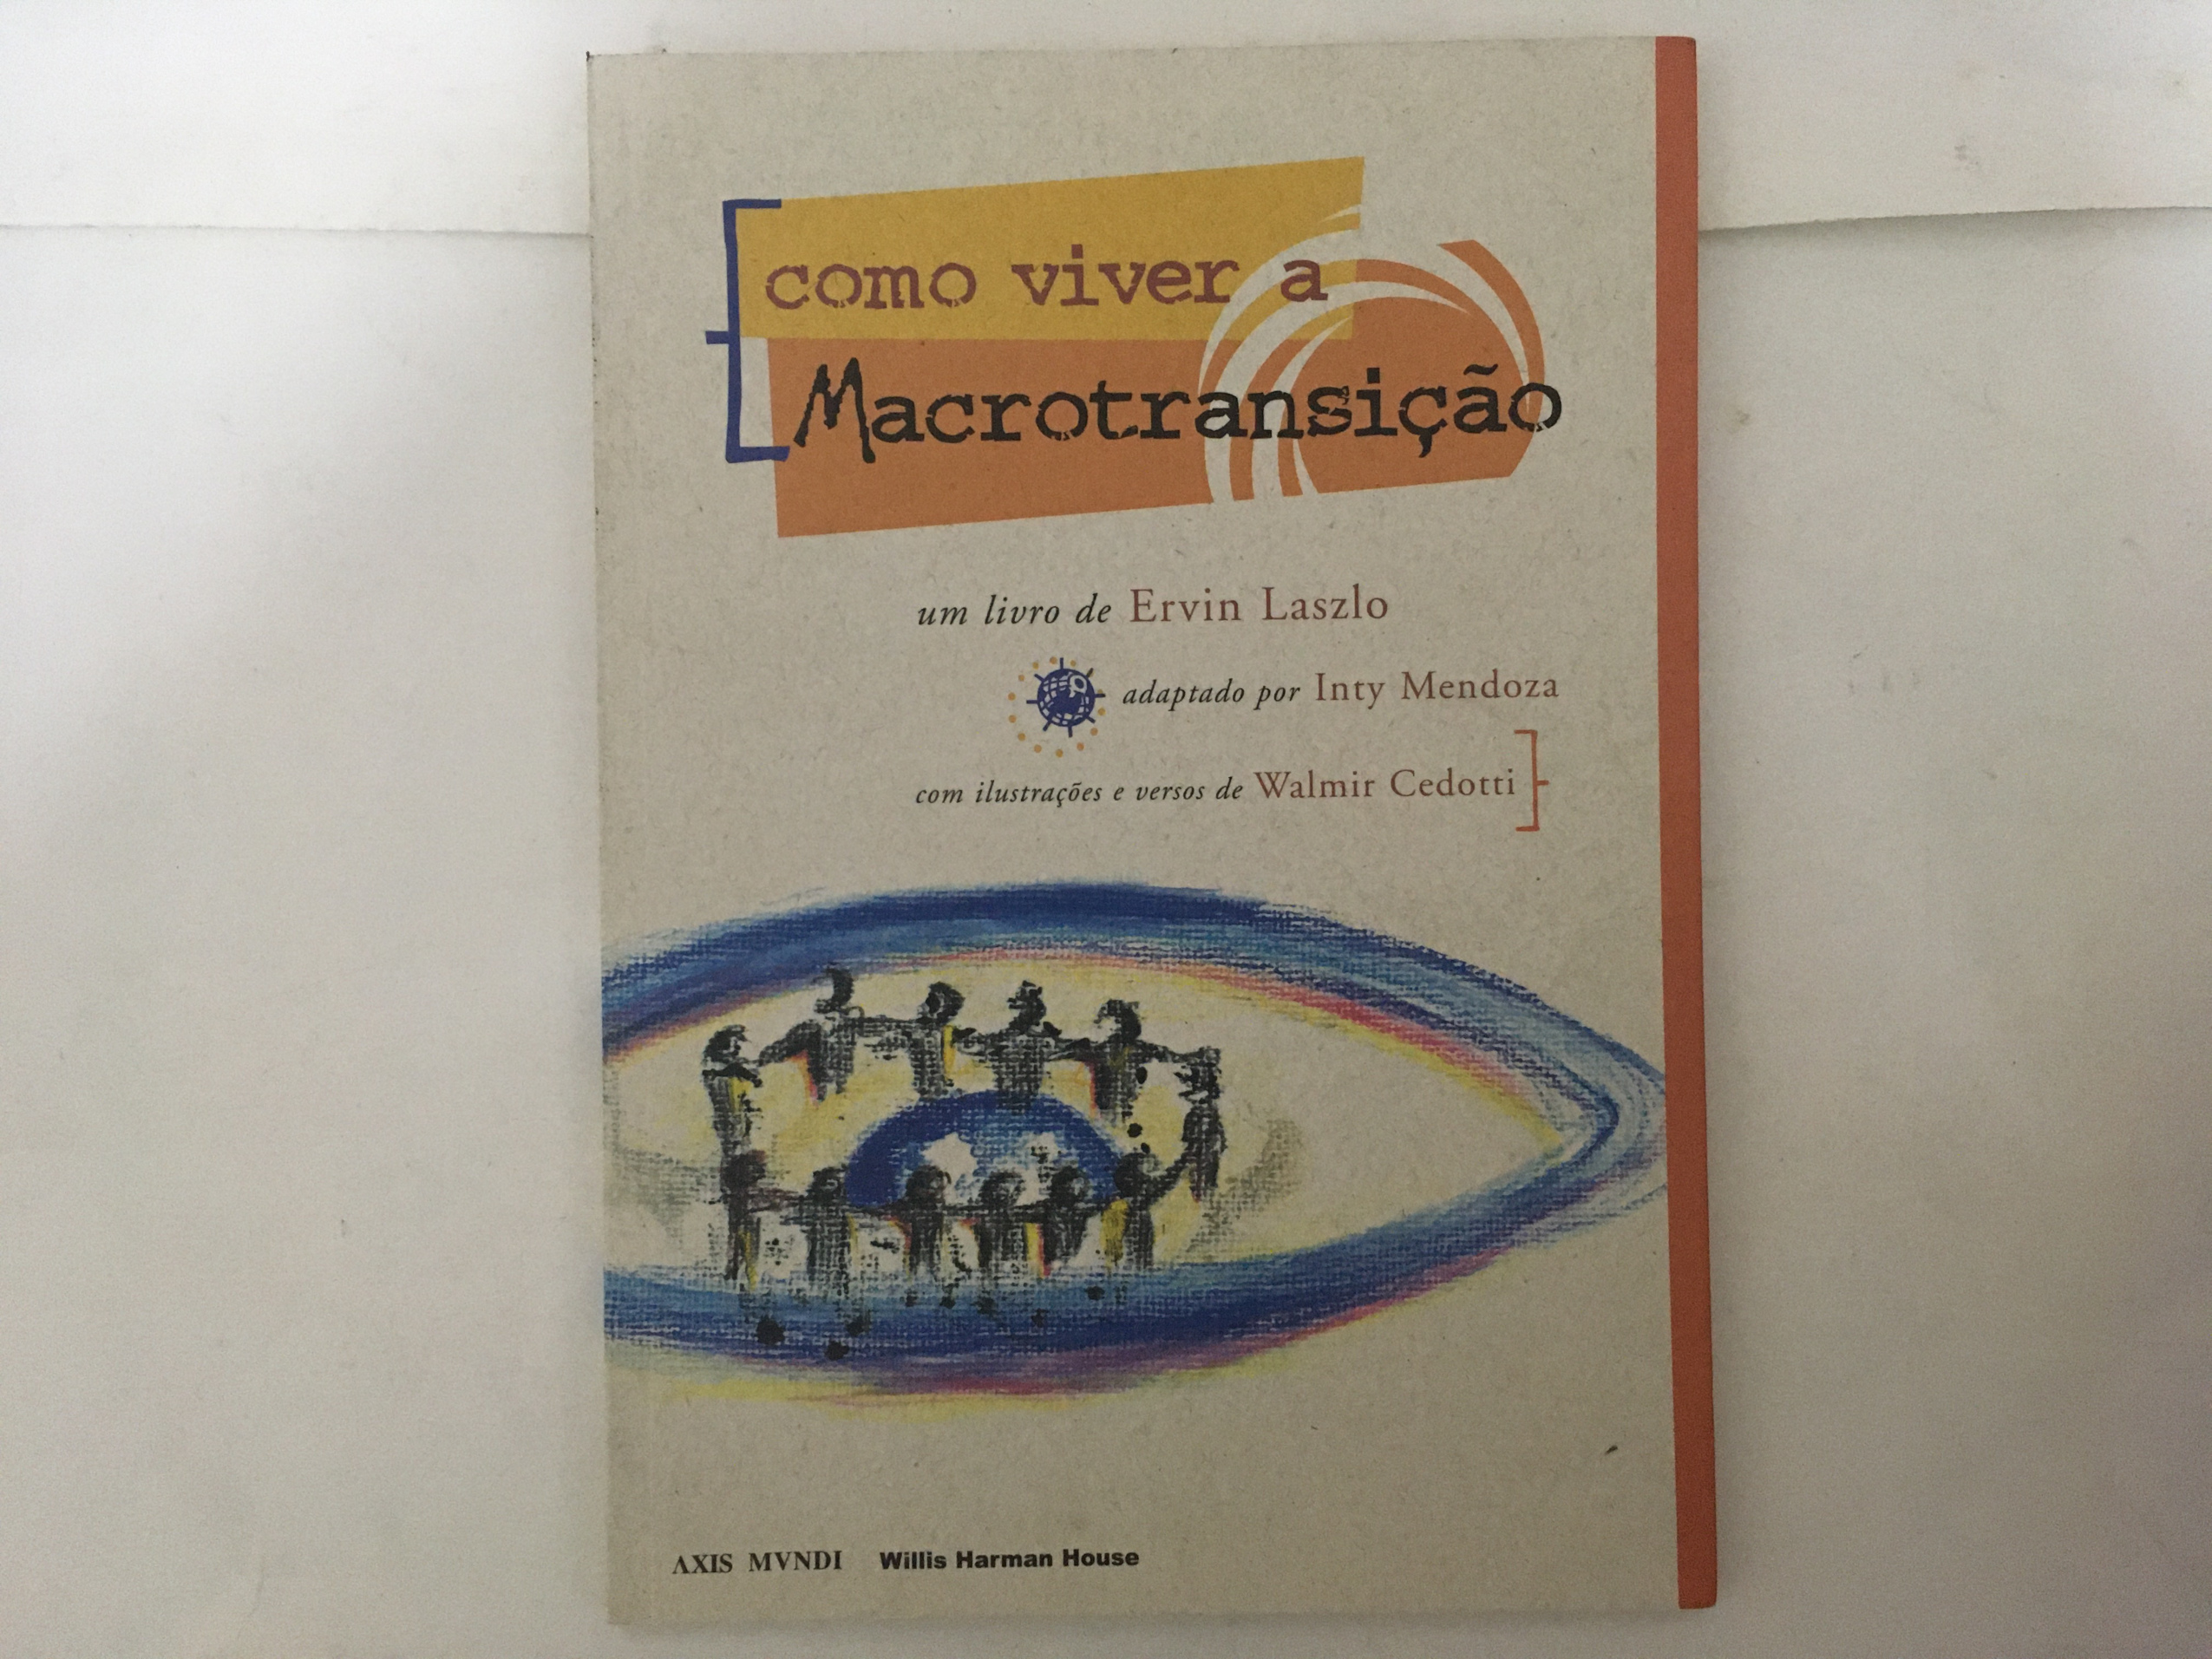 como viver a
Macrotransição
um livro de Ervin Laszlo
adaptado por Inty Mendoza
com ilustrações e versos de Walmir Cedotti
AXIS MVNDI Willis Harman House